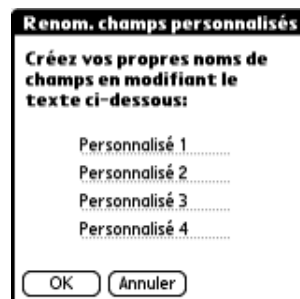 Renom. champs personnalisés
Créez vos propres noms de
champs en modifiant le
texte ci-dessous:
Personnalisé 1
Personnalisé 2
Personnalisé 3
Personnalisé 4
OK Annuler